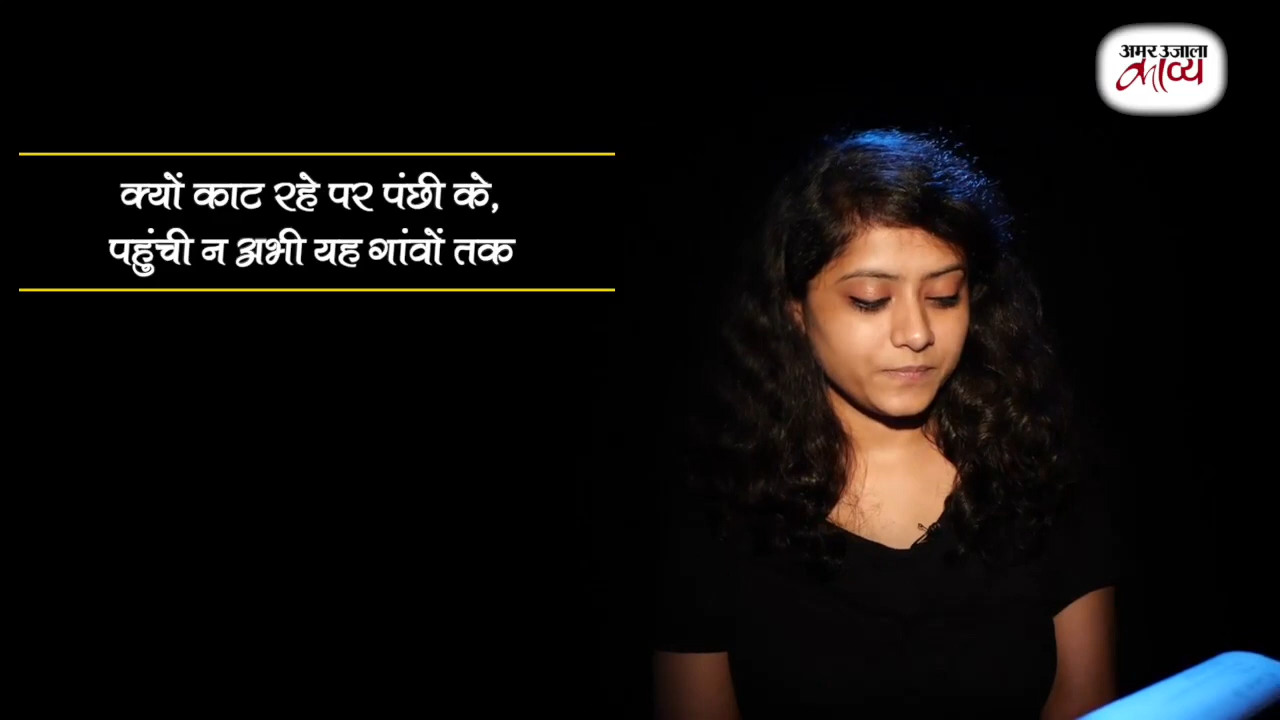 अमर उजाला
काव्य
क्यों काट रहे पर पंछी के,
पहुंची न अभी यह गांवों तक